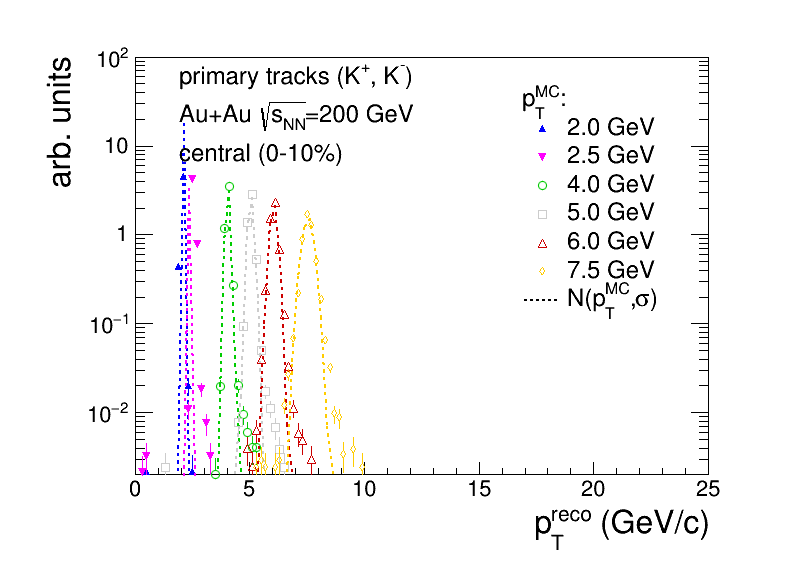 10²
10
1
10⁻¹
10⁻²
arb. units
primary tracks (K⁺, K⁻)
Au+Au √s_NN=200 GeV
central (0-10%)
p_T^MC:
2.0 GeV
2.5 GeV
4.0 GeV
5.0 GeV
6.0 GeV
7.5 GeV
N(p_T^MC,σ)
0 5 10 15 20 25
p_T^reco (GeV/c)